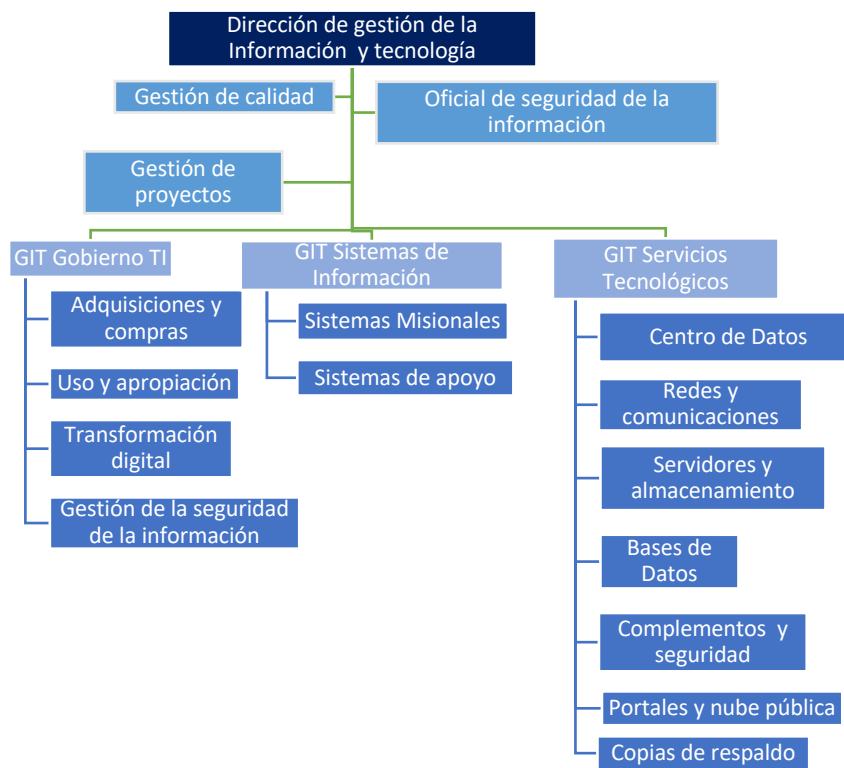 Dirección de gestión de la
Información y tecnología
Gestión de calidad
Oficial de seguridad de la
información
Gestión de
proyectos
GIT Gobierno TI
Adquisiciones y
compras
Uso y apropiación
Transformación
digital
Gestión de la seguridad
de la información
GIT Sistemas de
Información
Sistemas Misionales
Sistemas de apoyo
GIT Servicios
Tecnológicos
Centro de Datos
Redes y
comunicaciones
Servidores y
almacenamiento
Bases de
Datos
Complementos y
seguridad
Portales y nube pública
Copias de respaldo